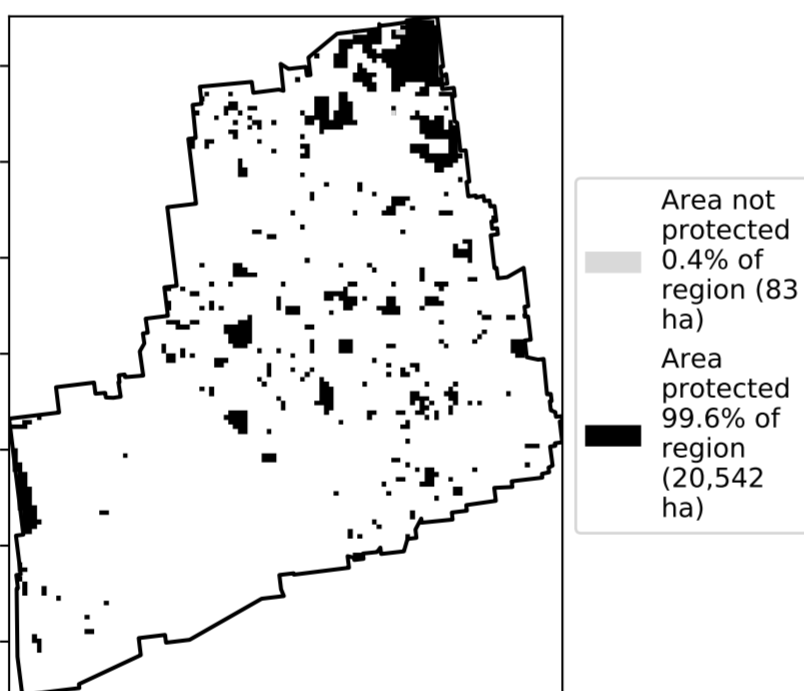 Area not
protected
0.4% of
region (83
ha)
Area
protected
99.6% of
region
(20,542
ha)